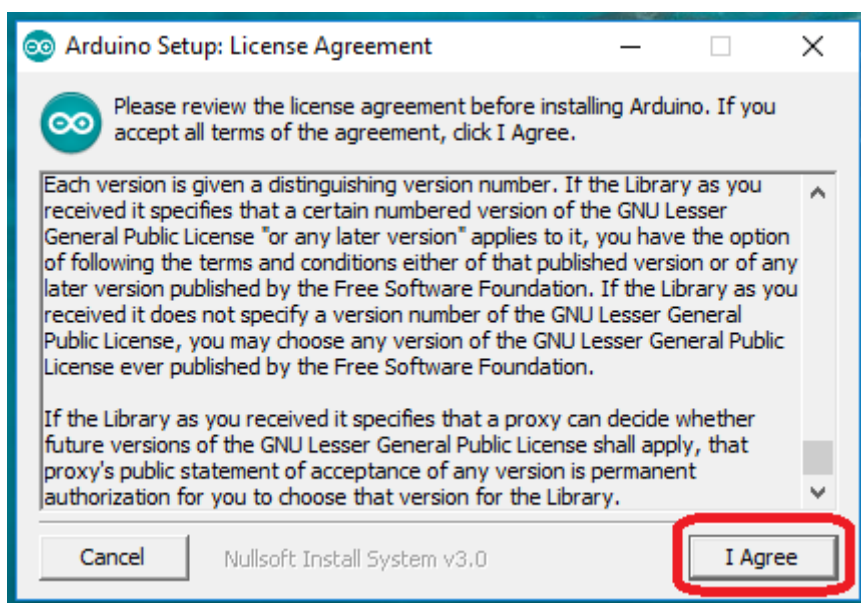 Arduino Setup: License Agreement
Please review the license agreement before installing Arduino. If you
accept all terms of the agreement, click I Agree.
Each version is given a distinguishing version number. If the Library as you
received it specifies that a certain numbered version of the GNU Lesser
General Public License "or any later version" applies to it, you have the option
of following the terms and conditions either of that published version or of any
later version published by the Free Software Foundation. If the Library as you
received it does not specify a version number of the GNU Lesser General
Public License, you may choose any version of the GNU Lesser General Public
License ever published by the Free Software Foundation.
If the Library as you received it specifies that a proxy can decide whether
future versions of the GNU Lesser General Public License shall apply, that
proxy's public statement of acceptance of any version is permanent
authorization for you to choose that version for the Library.
Cancel
Nullsoft Install System v3.0
I Agree